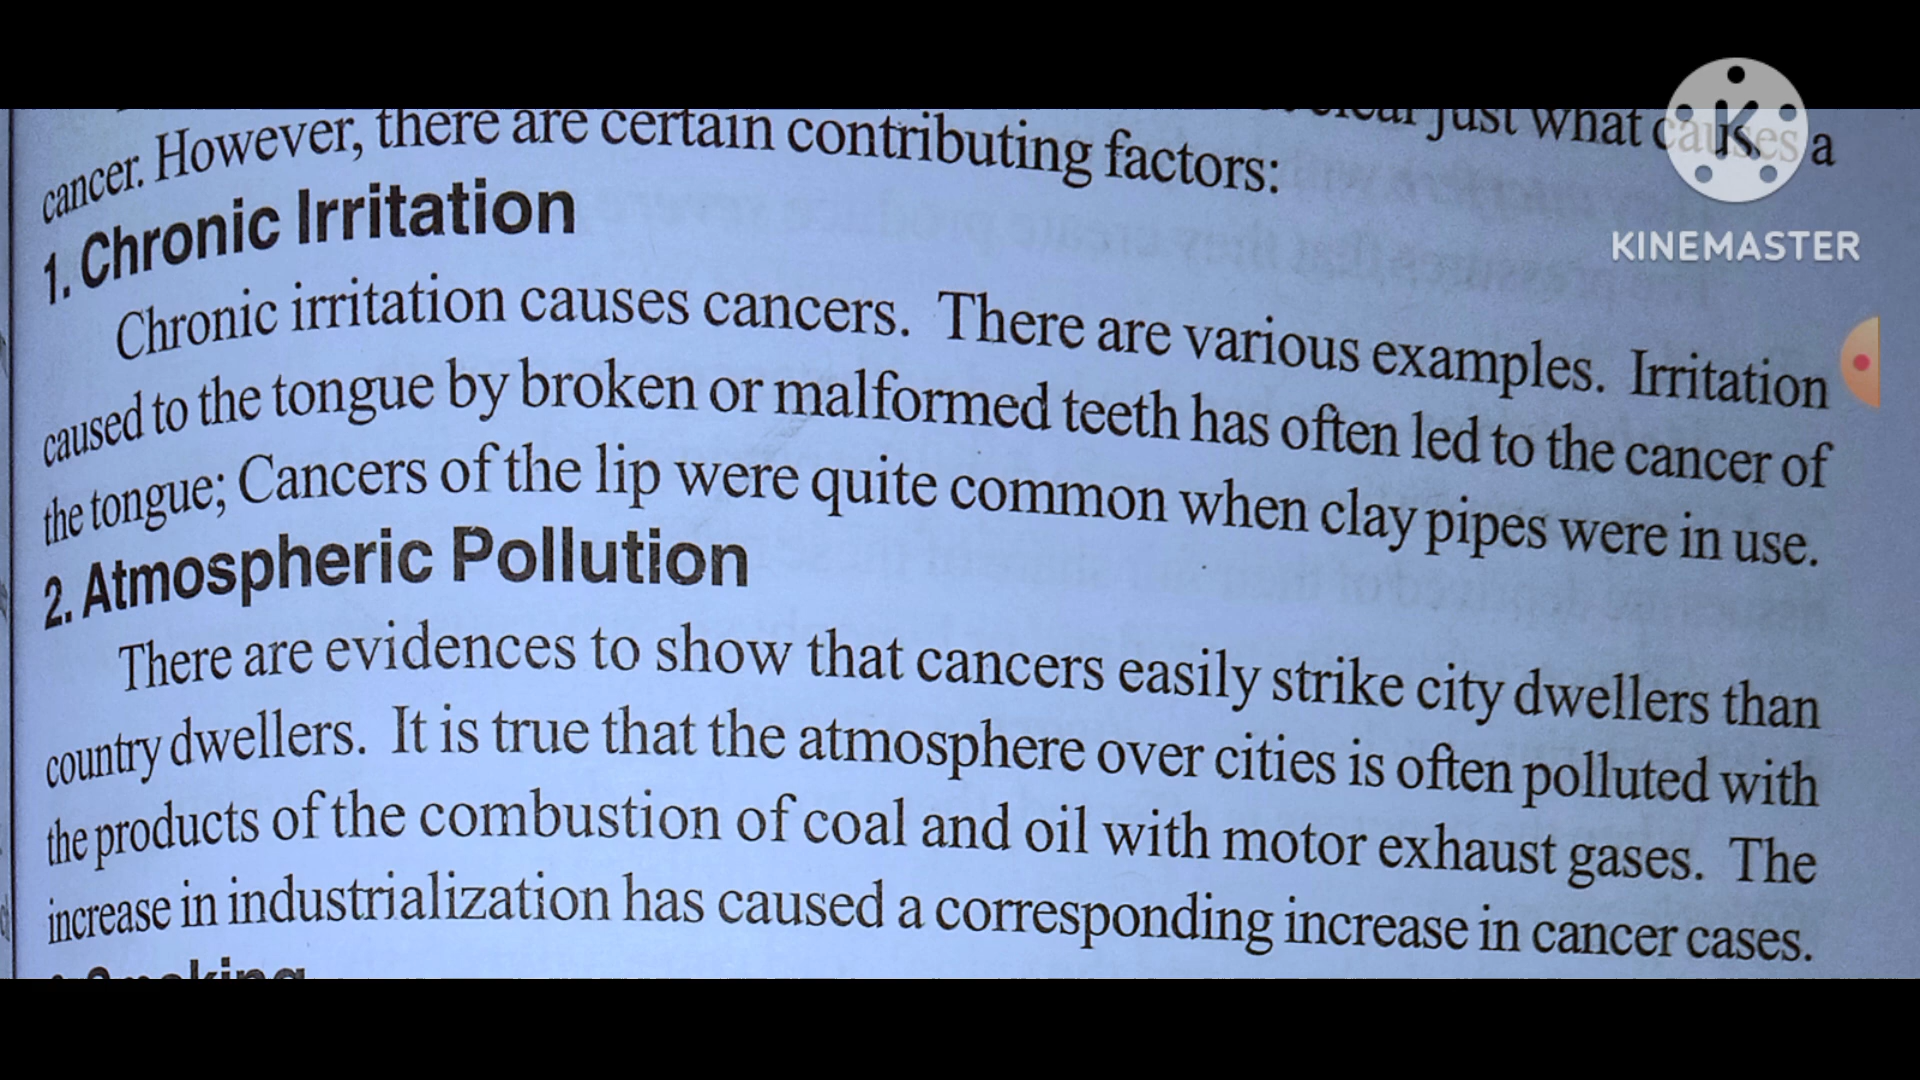 clear just what causes a
cancer. However, there are certain contributing factors:
1. Chronic Irritation
Chronic irritation causes cancers. There are various examples. Irritation
caused to the tongue by broken or malformed teeth has often led to the cancer of
the tongue; Cancers of the lip were quite common when clay pipes were in use.
2. Atmospheric Pollution
There are evidences to show that cancers easily strike city dwellers than
country dwellers. It is true that the atmosphere over cities is often polluted with
the products of the combustion of coal and oil with motor exhaust gases. The
increase in industrialization has caused a corresponding increase in cancer cases.
Smoking
K
KINEMASTER